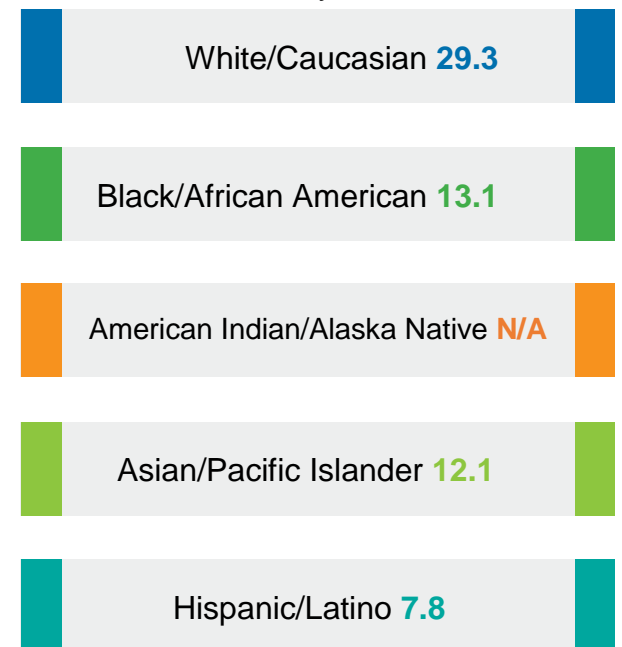 White/Caucasian 29.3
Black/African American 13.1
American Indian/Alaska Native N/A
Asian/Pacific Islander 12.1
Hispanic/Latino 7.8